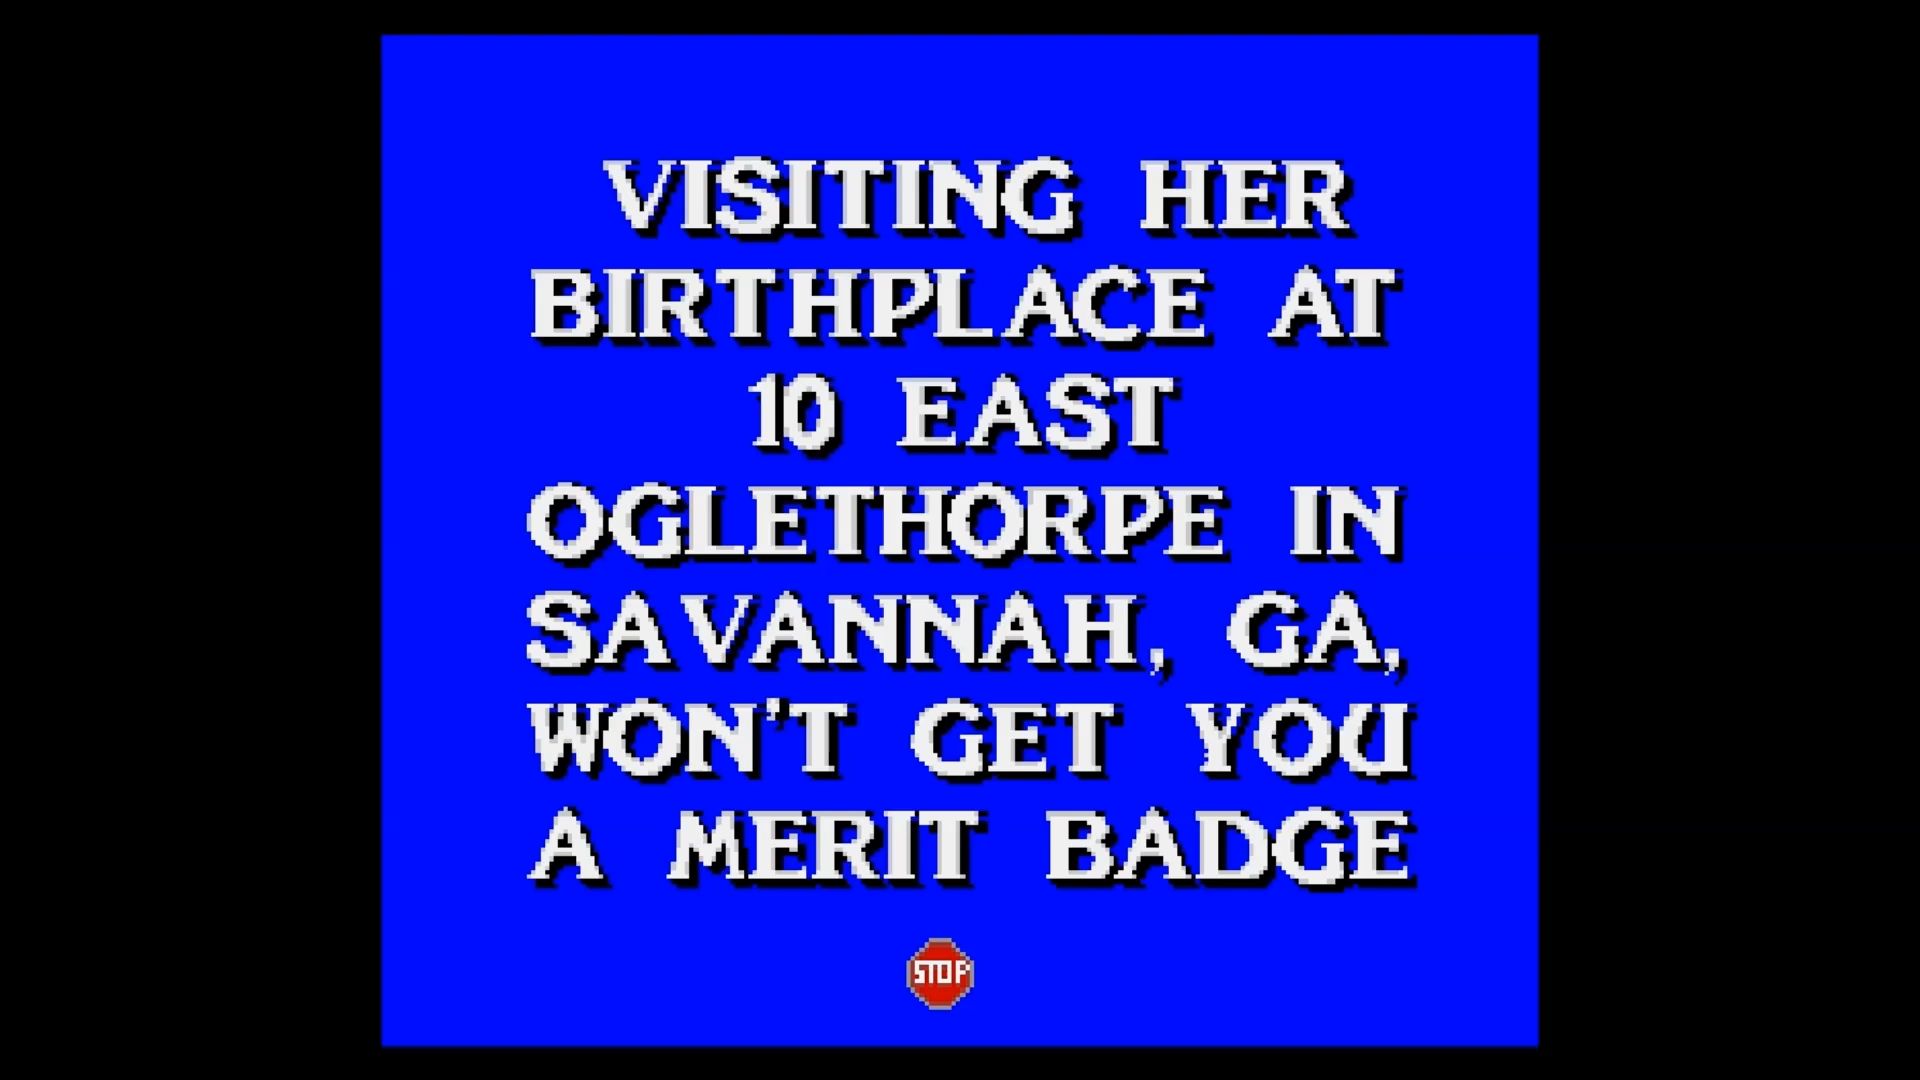 VISITING HER
BIRTHPLACE AT
10 EAST
OGLETHORPE IN
SAVANNAH, GA,
WON'T GET YOU
A MERIT BADGE
STOP